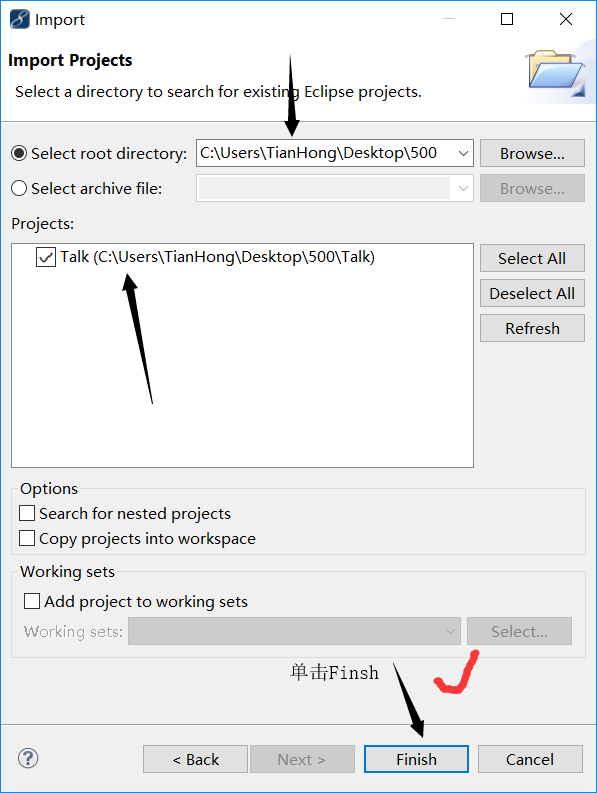 Import
Import Projects
Select a directory to search for existing Eclipse projects.
Select root directory: C:\Users\TianHong\Desktop\500 Browse...
Select archive file: Browse...
Projects:
Talk (C:\Users\TianHong\Desktop\500\Talk)
Select All
Deselect All
Refresh
Options
Search for nested projects
Copy projects into workspace
Working sets
Add project to working sets
Working sets: Select...
单击Finsh
? < Back Next > Finish Cancel